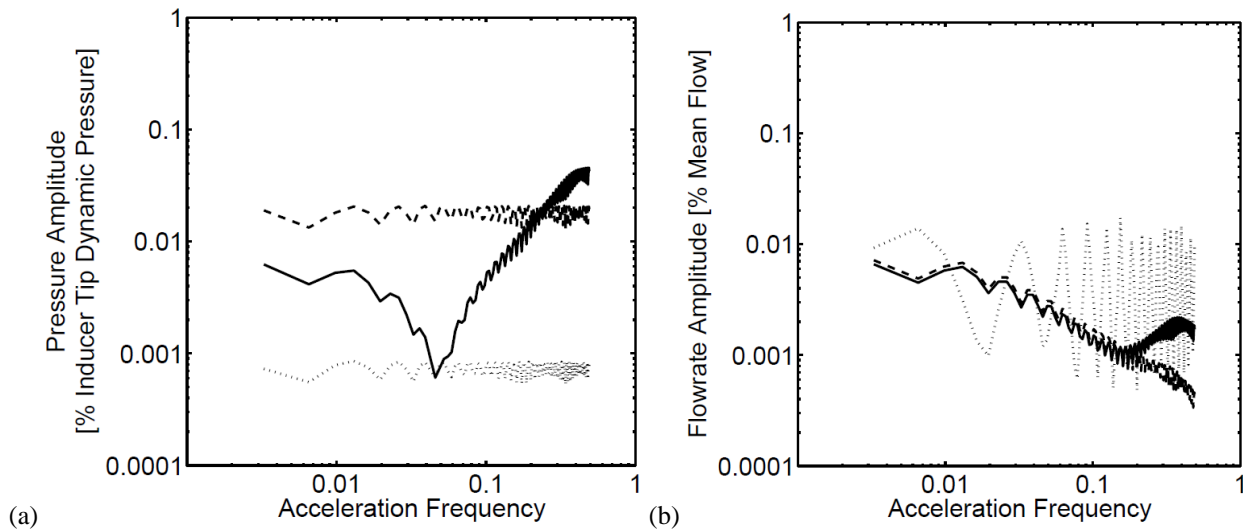 Pressure Amplitude
[% Inducer Tip Dynamic Presssure]
1
0.1
0.01
0.001
0.0001
0.01
0.1
1
Acceleration Frequency
(a)
Flowrate Amplitude [% Mean Flow]
1
0.1
0.01
0.001
0.0001
0.01
0.1
1
Acceleration Frequency
(b)